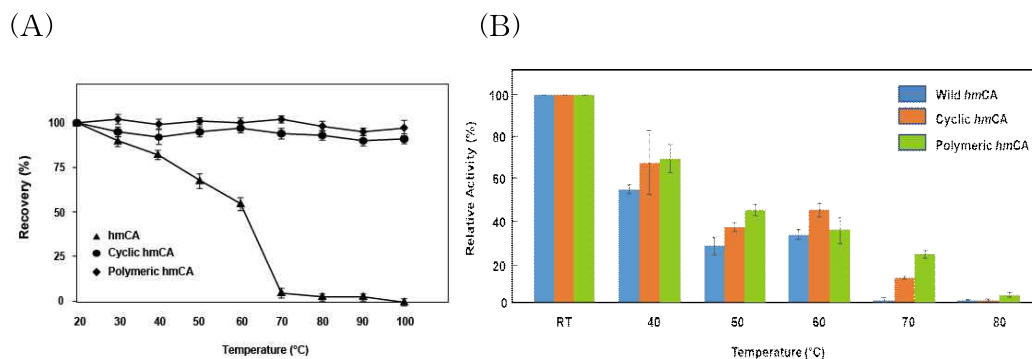 (A)
(B)
100
75
50
25
0
Recovery (%)
hmCA
Cyclic hmCA
Polymeric hmCA
20 30 40 50 60 70 80 90 100
Temperature (°C)
100
80
60
40
20
0
Relative Activity (%)
Wild hmCA
Cyclic hmCA
Polymeric hmCA
RT 40 50 60 70 80
Temperature (°C)